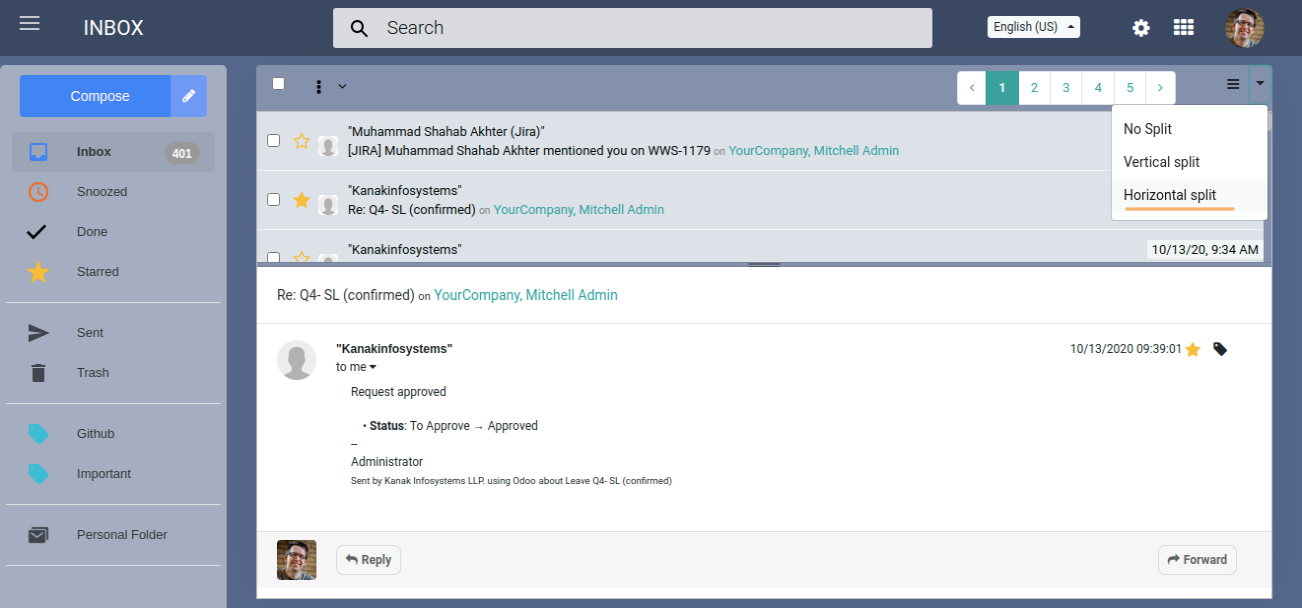 INBOX
Search
English (US)
Compose
Inbox 401
Snoozed
Done
Starred
Sent
Trash
Github
Important
Personal Folder
‹ 1 2 3 4 5 ›
No Split
Vertical split
Horizontal split
"Muhammad Shahab Akhter (Jira)"
[JIRA] Muhammad Shahab Akhter mentioned you on WWS-1179 on YourCompany, Mitchell Admin
"Kanakinfosystems"
Re: Q4- SL (confirmed) on YourCompany, Mitchell Admin
"Kanakinfosystems" 10/13/20, 9:34 AM
Re: Q4- SL (confirmed) on YourCompany, Mitchell Admin
"Kanakinfosystems" 10/13/2020 09:39:01
to me
Request approved
• Status: To Approve → Approved
--
Administrator
Sent by Kanak Infosystems LLP. using Odoo about Leave Q4- SL (confirmed)
Reply Forward